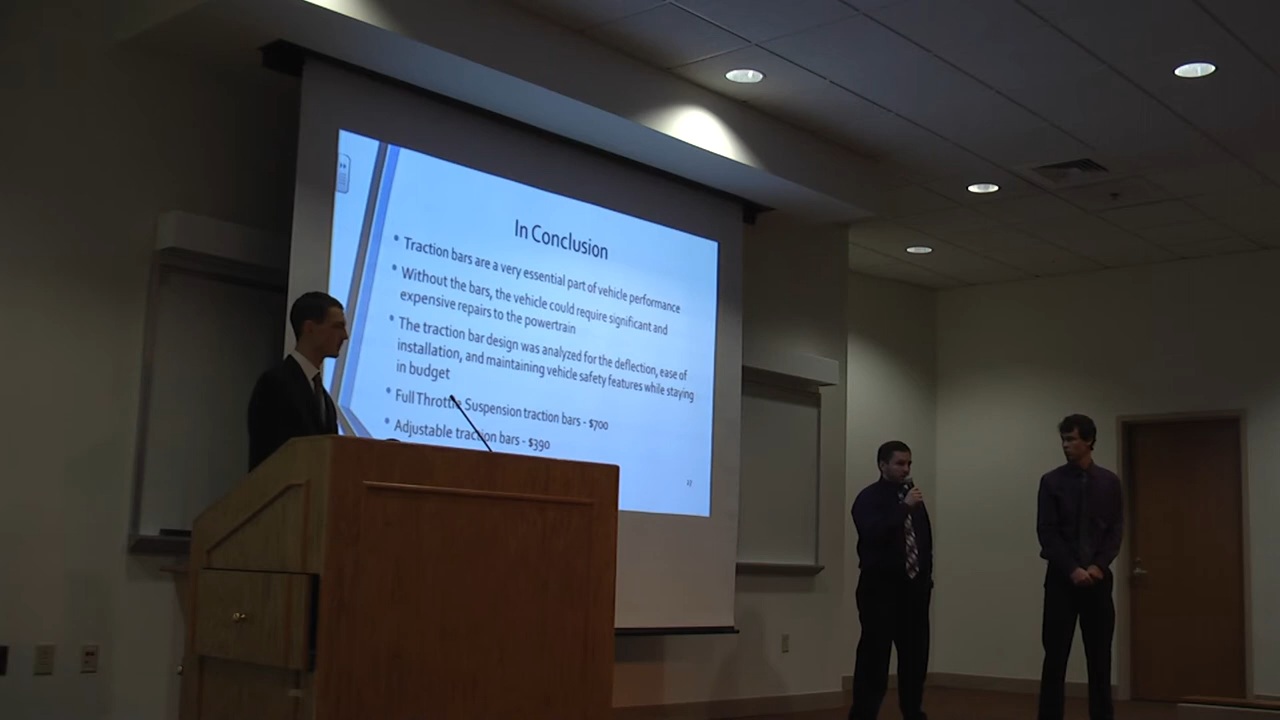 In Conclusion
• Traction bars are a very essential part of vehicle performance
• Without the bars, the vehicle could require significant and
expensive repairs to the powertrain
• The traction bar design was analyzed for the deflection, ease of
installation, and maintaining vehicle safety features while staying
in budget
• Full Throttle Suspension traction bars - $700
• Adjustable traction bars - $390
17